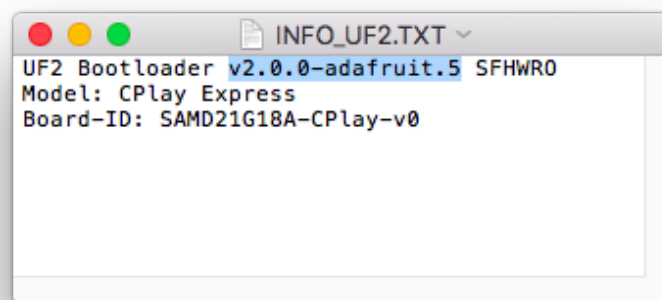 INFO_UF2.TXT
UF2 Bootloader v2.0.0-adafruit.5 SFHWRO
Model: CPlay Express
Board-ID: SAMD21G18A-CPlay-v0